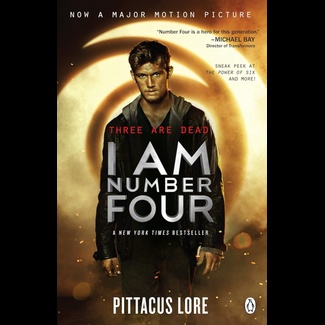 NOW A MAJOR MOTION PICTURE
"Number Four is a hero for this generation."
—MICHAEL BAY
Director of Transformers
SNEAK PEEK AT
THE POWER OF SIX
AND MORE!
THREE ARE DEAD
I AM
NUMBER
FOUR
A NEW YORK TIMES BESTSELLER
PITTACUS LORE